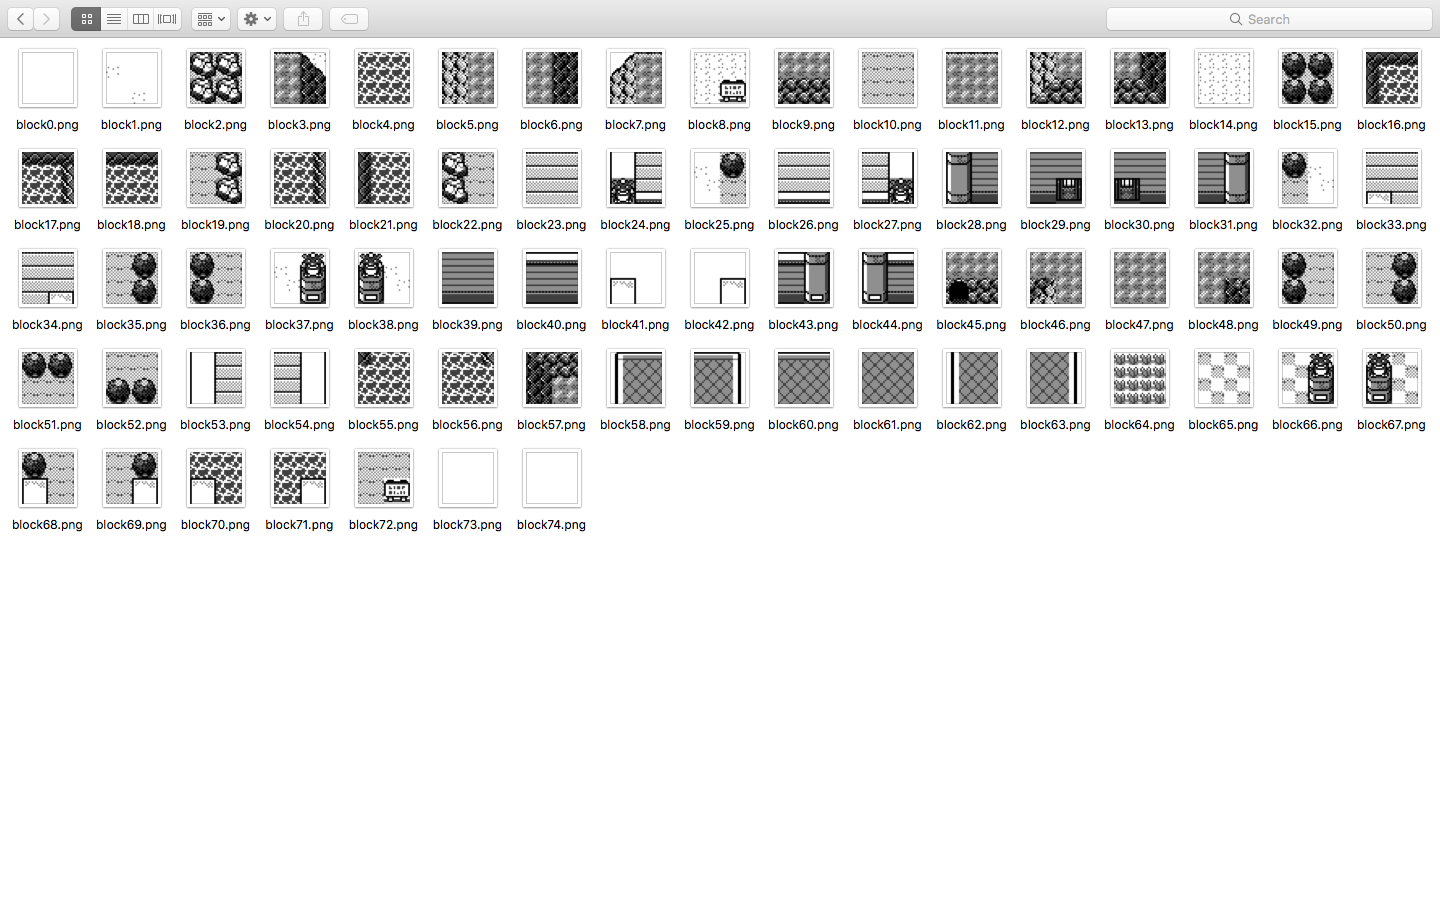 Search
block0.png block1.png block2.png block3.png block4.png block5.png block6.png block7.png block8.png block9.png block10.png block11.png block12.png block13.png block14.png block15.png block16.png
block17.png block18.png block19.png block20.png block21.png block22.png block23.png block24.png block25.png block26.png block27.png block28.png block29.png block30.png block31.png block32.png block33.png
block34.png block35.png block36.png block37.png block38.png block39.png block40.png block41.png block42.png block43.png block44.png block45.png block46.png block47.png block48.png block49.png block50.png
block51.png block52.png block53.png block54.png block55.png block56.png block57.png block58.png block59.png block60.png block61.png block62.png block63.png block64.png block65.png block66.png block67.png
block68.png block69.png block70.png block71.png block72.png block73.png block74.png